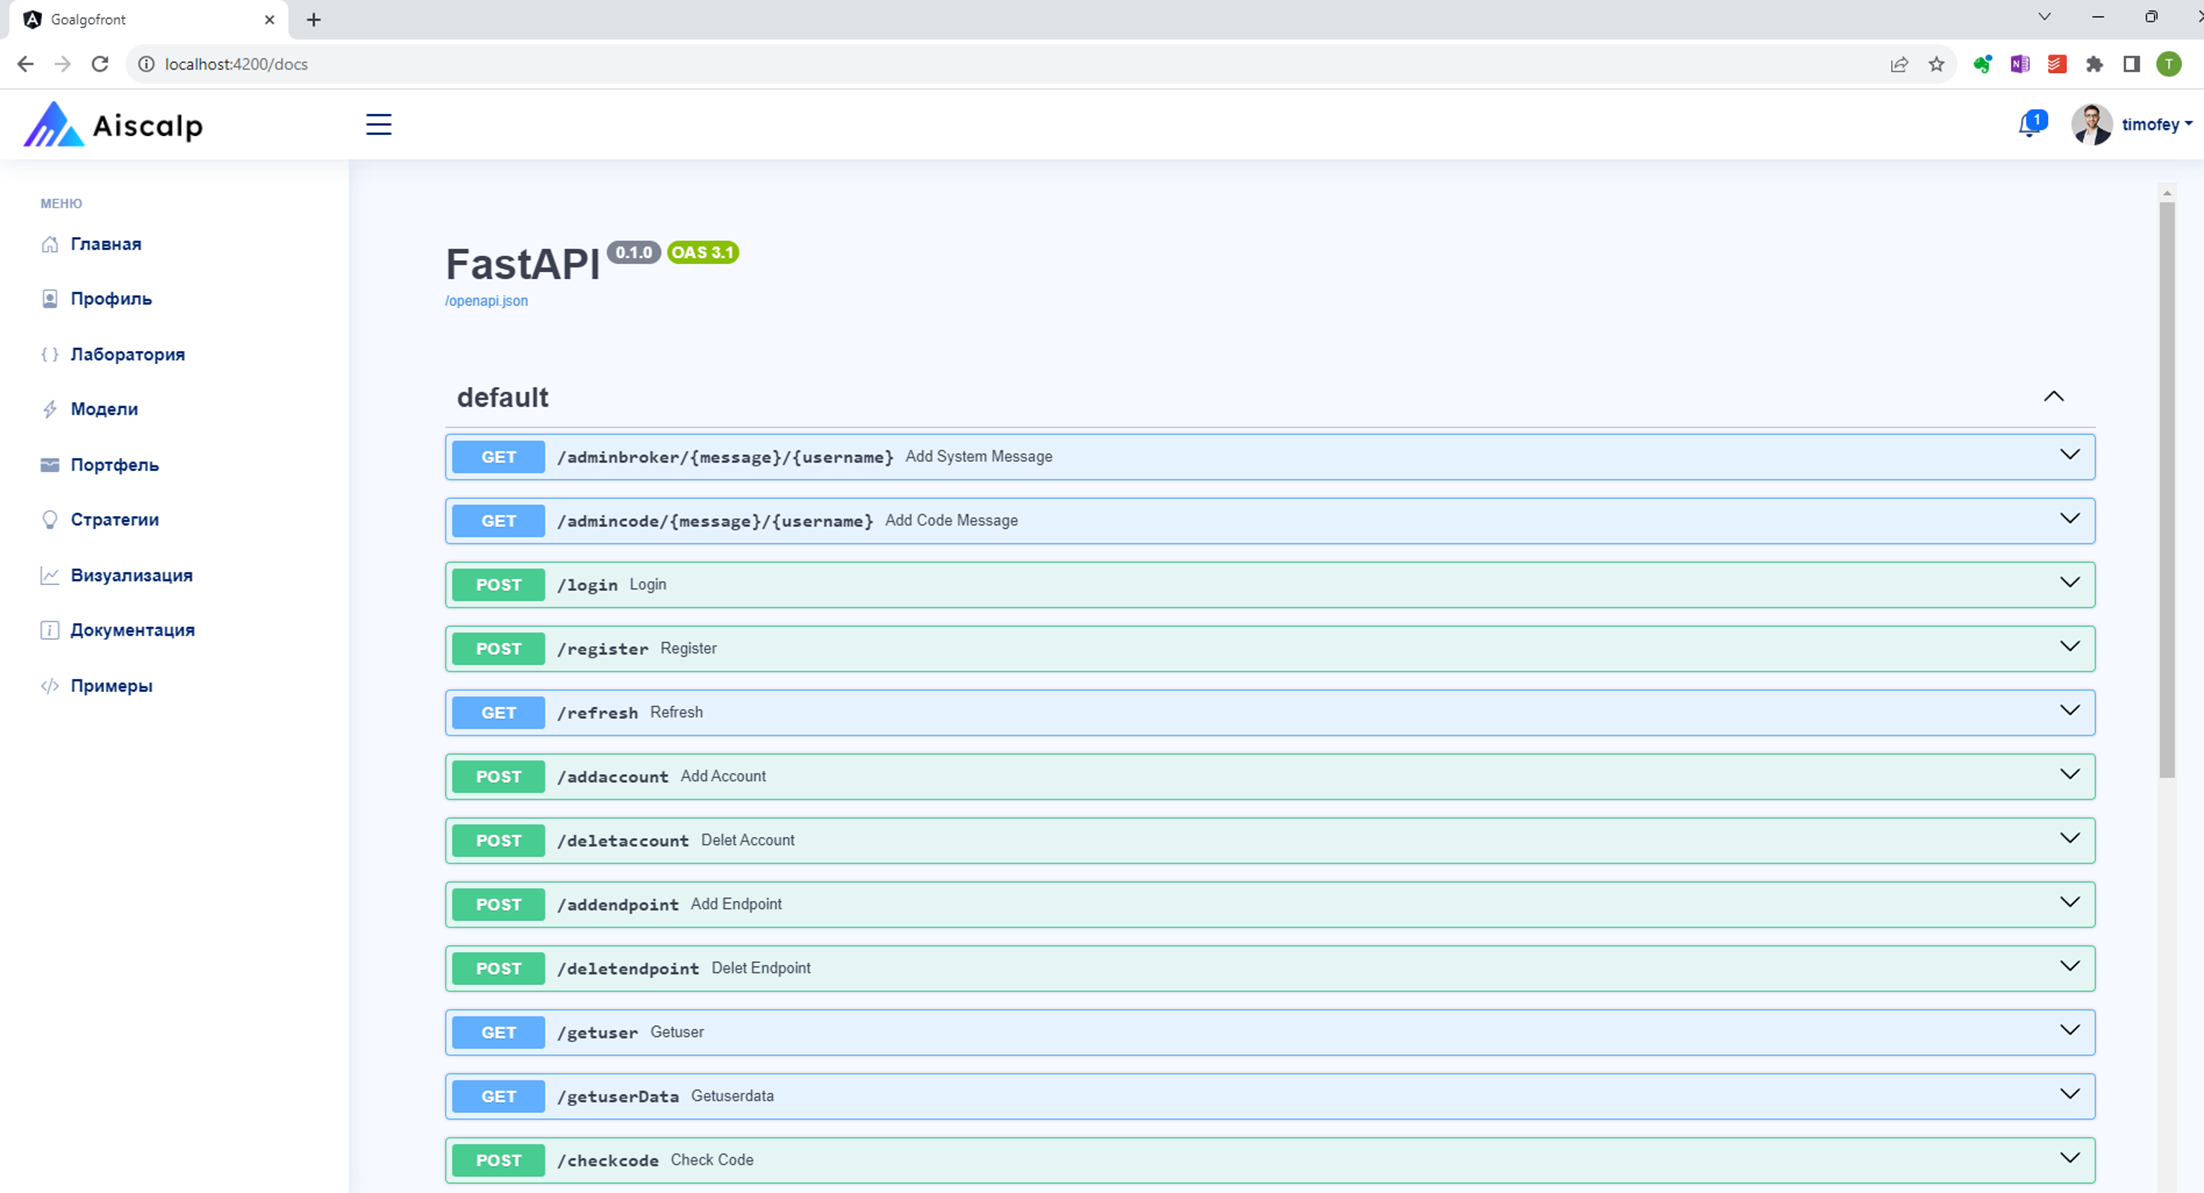 Goalgofront
localhost:4200/docs
T
Aiscalp
1
timofey
МЕНЮ
Главная
Профиль
Лаборатория
Модели
Портфель
Стратегии
Визуализация
Документация
Примеры
FastAPI 0.1.0 OAS 3.1
/openapi.json
default
GET /adminbroker/{message}/{username} Add System Message
GET /admincode/{message}/{username} Add Code Message
POST /login Login
POST /register Register
GET /refresh Refresh
POST /addaccount Add Account
POST /deletaccount Delet Account
POST /addendpoint Add Endpoint
POST /deletendpoint Delet Endpoint
GET /getuser Getuser
GET /getuserData Getuserdata
POST /checkcode Check Code